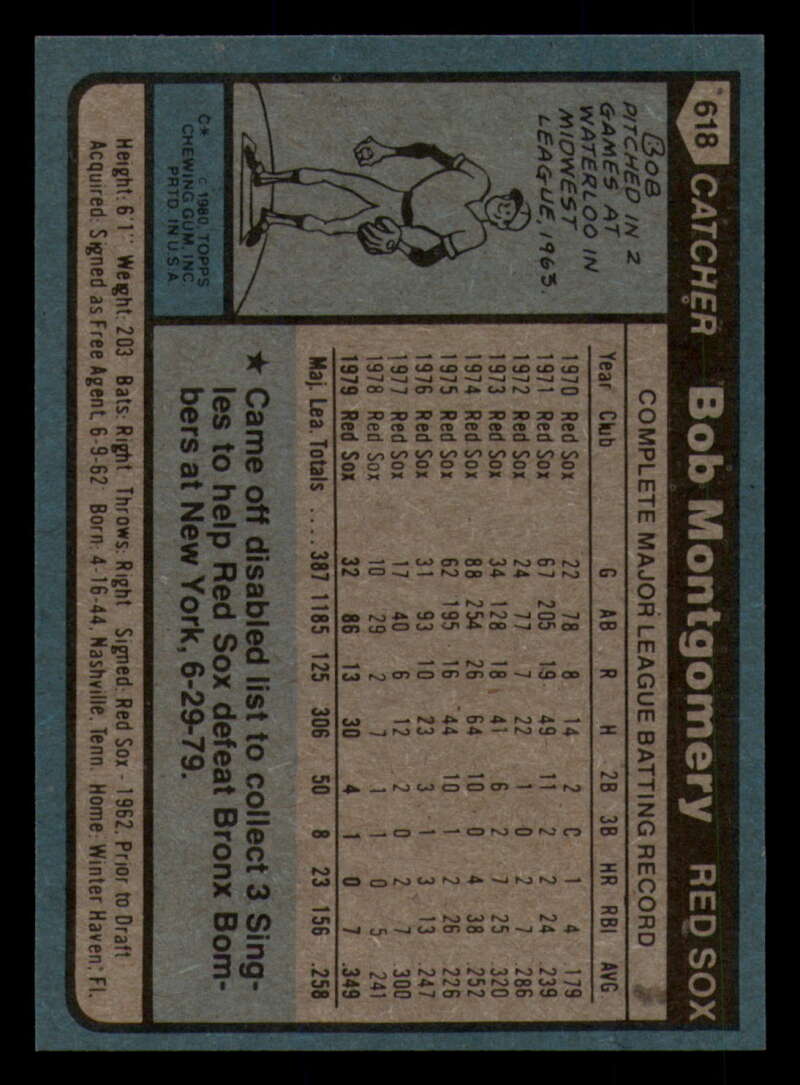 618 CATCHER Bob Montgomery RED SOX
BOB
PITCHED IN 2
GAMES AT
WATERLOO IN
MIDWEST
LEAGUE, 1963.
C* © 1980 TOPPS
CHEWING GUM INC
PRTD. IN U.S.A
COMPLETE MAJOR LEAGUE BATTING RECORD
Year Club G AB R H 2B 3B HR RBI AVG
1970 Red Sox 22 78 8 14 2 C 1 4 .179
1971 Red Sox 67 205 19 49 11 2 2 24 .239
1972 Red Sox 24 77 7 22 1 0 2 7 .286
1973 Red Sox 34 128 18 41 6 2 7 25 .320
1974 Red Sox 88 254 26 64 10 0 4 38 .252
1975 Red Sox 62 195 16 44 10 1 2 26 .226
1976 Red Sox 31 93 10 23 3 1 3 13 .247
1977 Red Sox 17 40 6 12 2 0 2 7 .300
1978 Red Sox 10 29 2 7 1 1 0 5 .241
1979 Red Sox 32 86 13 30 4 1 0 7 .349
Maj. Lea. Totals .... 387 1185 125 306 50 8 23 156 .258
★ Came off disabled list to collect 3 Sing-
les to help Red Sox defeat Bronx Bom-
bers at New York, 6-29-79.
Height: 6'1" Weight: 203 Bats: Right Throws: Right Signed: Red Sox - 1962, Prior to Draft
Acquired: Signed as Free Agent, 6-9-62 Born: 4-16-44, Nashville, Tenn. Home: Winter Haven, Fl.